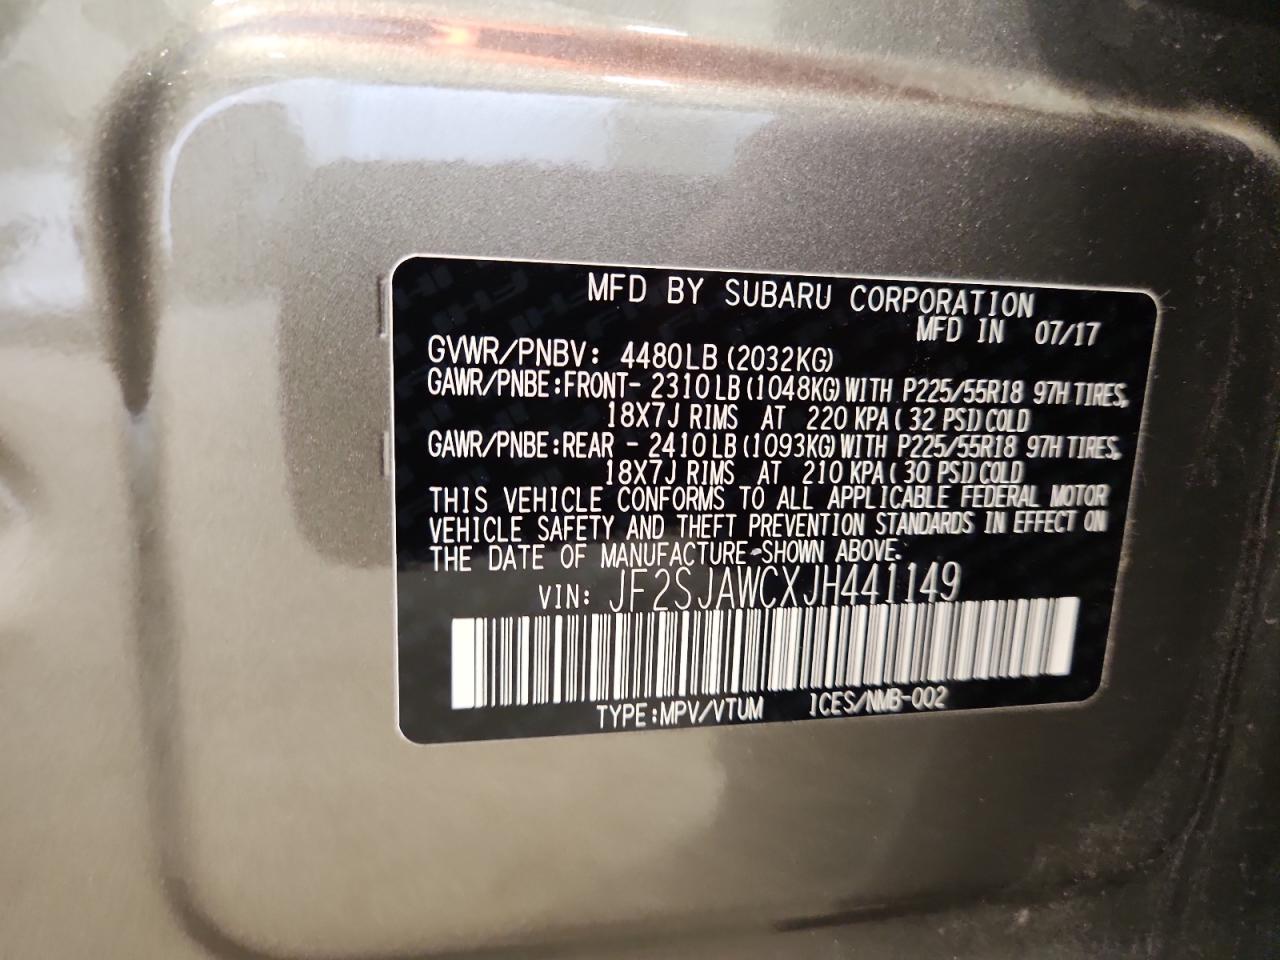 MFD BY SUBARU CORPORATION
MFD IN 07/17
GVWR/PNBV: 4480LB (2032KG)
GAWR/PNBE:FRONT- 2310LB (1048KG) WITH P225/55R18 97H TIRES,
18X7J RIMS AT 220 KPA( 32 PSI) COLD
GAWR/PNBE:REAR - 2410LB (1093KG) WITH P225/55R18 97H TIRES,
18X7J RIMS AT 210 KPA( 30 PSI) COLD
THIS VEHICLE CONFORMS TO ALL APPLICABLE FEDERAL MOTOR
VEHICLE SAFETY AND THEFT PREVENTION STANDARDS IN EFFECT ON
THE DATE OF MANUFACTURE SHOWN ABOVE.
VIN: JF2SJAWCXJH441149
TYPE:MPV/VTUM ICES/NMB-002